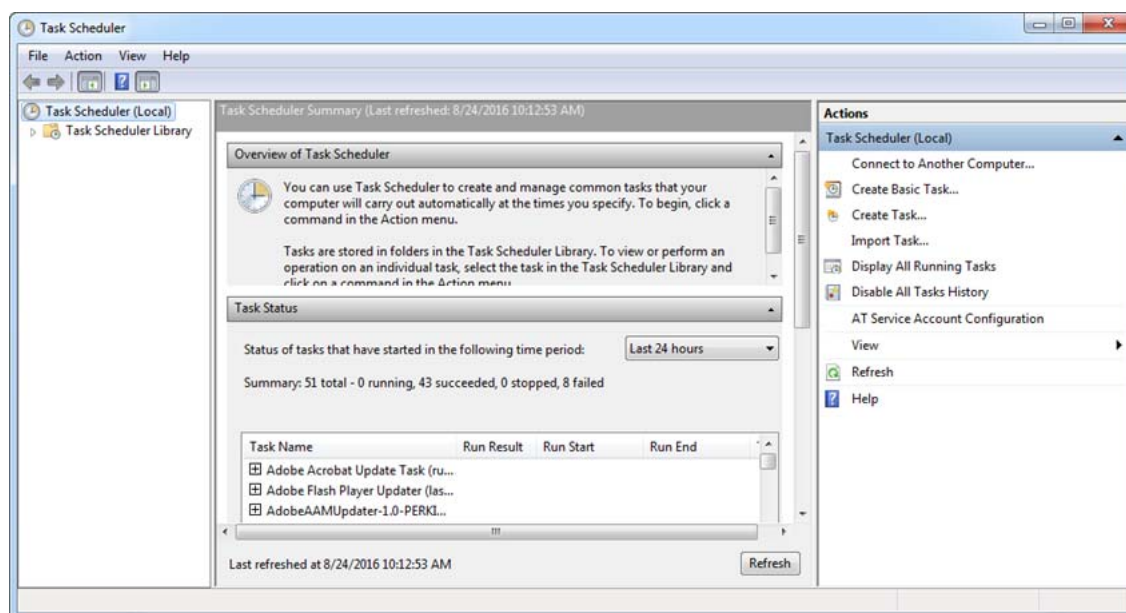 Task Scheduler
File Action View Help
Task Scheduler (Local)
Task Scheduler Library
Task Scheduler Summary (Last refreshed: 8/24/2016 10:12:53 AM)
Overview of Task Scheduler
You can use Task Scheduler to create and manage common tasks that your
computer will carry out automatically at the times you specify. To begin, click a
command in the Action menu.
Tasks are stored in folders in the Task Scheduler Library. To view or perform an
operation on an individual task, select the task in the Task Scheduler Library and
click on a command in the Action menu.
Task Status
Status of tasks that have started in the following time period: Last 24 hours
Summary: 51 total - 0 running, 43 succeeded, 0 stopped, 8 failed
Task Name Run Result Run Start Run End
Adobe Acrobat Update Task (ru...
Adobe Flash Player Updater (las...
AdobeAAMUpdater-1.0-PERKI...
Last refreshed at 8/24/2016 10:12:53 AM Refresh
Actions
Task Scheduler (Local)
Connect to Another Computer...
Create Basic Task...
Create Task...
Import Task...
Display All Running Tasks
Disable All Tasks History
AT Service Account Configuration
View
Refresh
Help